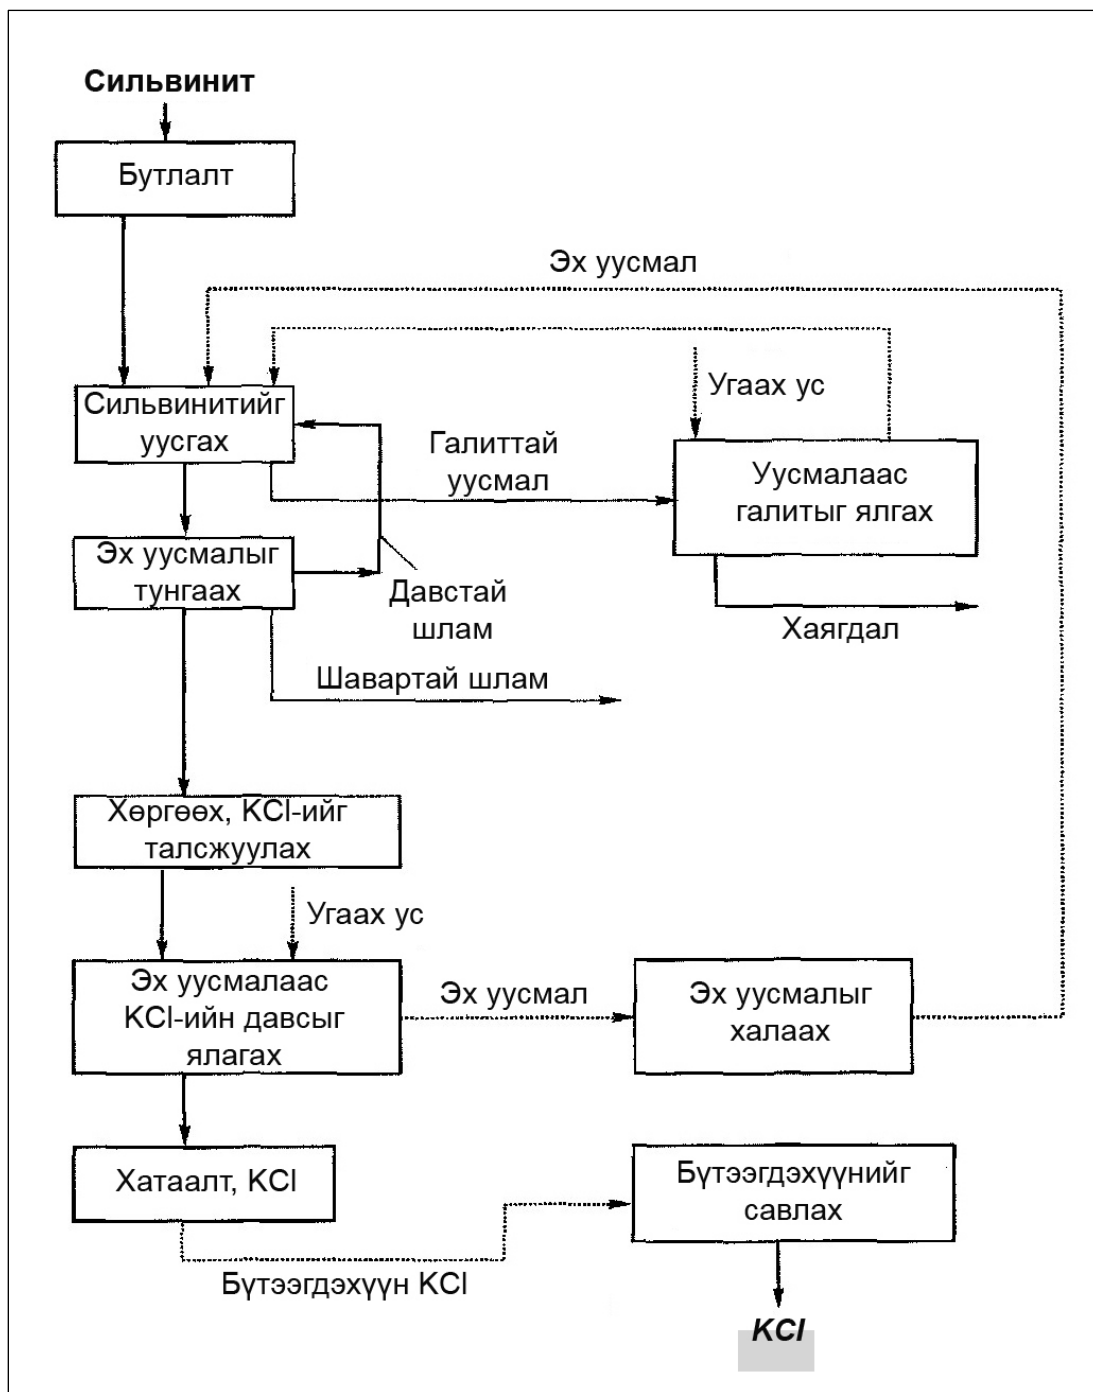 Сильвинит
Бутлалт
Эх уусмал
Сильвинитийг
уусгах
Угаах ус
Галиттай
уусмал
Уусмалаас
галитыг ялгах
Эх уусмалыг
тунгаах
Давстай
шлам
Хаягдал
Шавартай шлам
Хөргөөх, KCl-ийг
талсжуулах
Угаах ус
Эх уусмалаас
KCl-ийн давсыг
ялагах
Эх уусмал
Эх уусмалыг
халаах
Хатаалт, KCl
Бүтээгдэхүүнийг
савлах
Бүтээгдэхүүн KCl
KCl